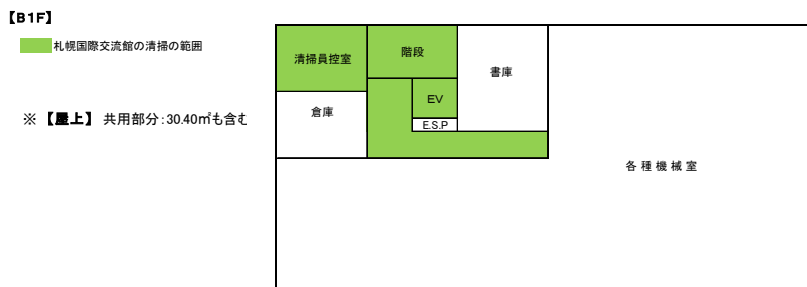 【B1F】
札幌国際交流館の清掃の範囲
※ 【屋上】 共用部分:30.40㎡も含む
清掃員控室
階段
書庫
EV
倉庫
E.S.P
各種機械室